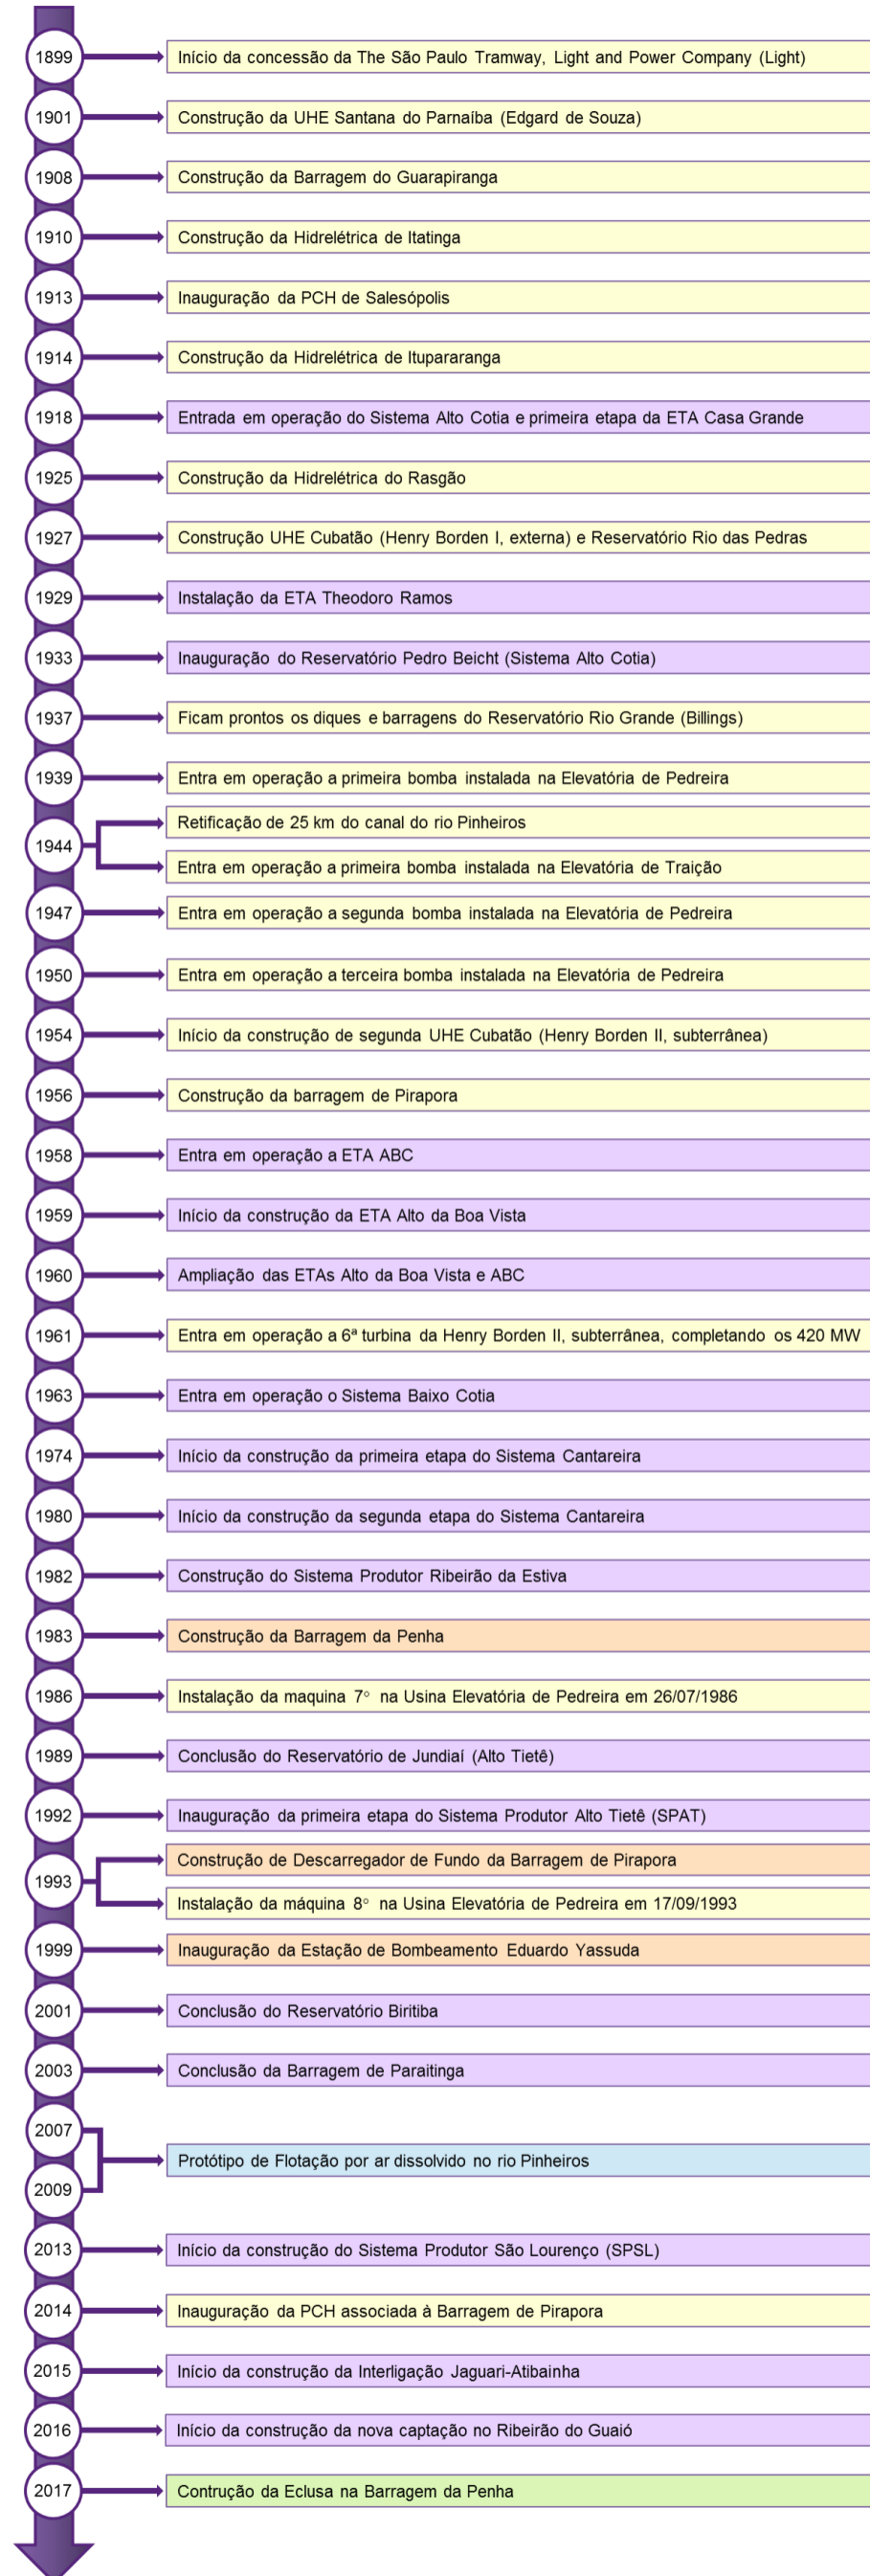 1899
Início da concessão da The São Paulo Tramway, Light and Power Company (Light)
1901
Construção da UHE Santana do Parnaíba (Edgard de Souza)
1908
Construção da Barragem do Guarapiranga
1910
Construção da Hidrelétrica de Itatinga
1913
Inauguração da PCH de Salesópolis
1914
Construção da Hidrelétrica de Itupararanga
1918
Entrada em operação do Sistema Alto Cotia e primeira etapa da ETA Casa Grande
1925
Construção da Hidrelétrica do Rasgão
1927
Construção UHE Cubatão (Henry Borden I, externa) e Reservatório Rio das Pedras
1929
Instalação da ETA Theodoro Ramos
1933
Inauguração do Reservatório Pedro Beicht (Sistema Alto Cotia)
1937
Ficam prontos os diques e barragens do Reservatório Rio Grande (Billings)
1939
Entra em operação a primeira bomba instalada na Elevatória de Pedreira
1944
Retificação de 25 km do canal do rio Pinheiros
Entra em operação a primeira bomba instalada na Elevatória de Traição
1947
Entra em operação a segunda bomba instalada na Elevatória de Pedreira
1950
Entra em operação a terceira bomba instalada na Elevatória de Pedreira
1954
Início da construção de segunda UHE Cubatão (Henry Borden II, subterrânea)
1956
Construção da barragem de Pirapora
1958
Entra em operação a ETA ABC
1959
Início da construção da ETA Alto da Boa Vista
1960
Ampliação das ETAs Alto da Boa Vista e ABC
1961
Entra em operação a 6ª turbina da Henry Borden II, subterrânea, completando os 420 MW
1963
Entra em operação o Sistema Baixo Cotia
1974
Início da construção da primeira etapa do Sistema Cantareira
1980
Início da construção da segunda etapa do Sistema Cantareira
1982
Construção do Sistema Produtor Ribeirão da Estiva
1983
Construção da Barragem da Penha
1986
Instalação da maquina 7° na Usina Elevatória de Pedreira em 26/07/1986
1989
Conclusão do Reservatório de Jundiaí (Alto Tietê)
1992
Inauguração da primeira etapa do Sistema Produtor Alto Tietê (SPAT)
1993
Construção de Descarregador de Fundo da Barragem de Pirapora
Instalação da máquina 8° na Usina Elevatória de Pedreira em 17/09/1993
1999
Inauguração da Estação de Bombeamento Eduardo Yassuda
2001
Conclusão do Reservatório Biritiba
2003
Conclusão da Barragem de Paraitinga
2007
Protótipo de Flotação por ar dissolvido no rio Pinheiros
2009
2013
Início da construção do Sistema Produtor São Lourenço (SPSL)
2014
Inauguração da PCH associada à Barragem de Pirapora
2015
Início da construção da Interligação Jaguari-Atibainha
2016
Início da construção da nova captação no Ribeirão do Guaió
2017
Contrução da Eclusa na Barragem da Penha